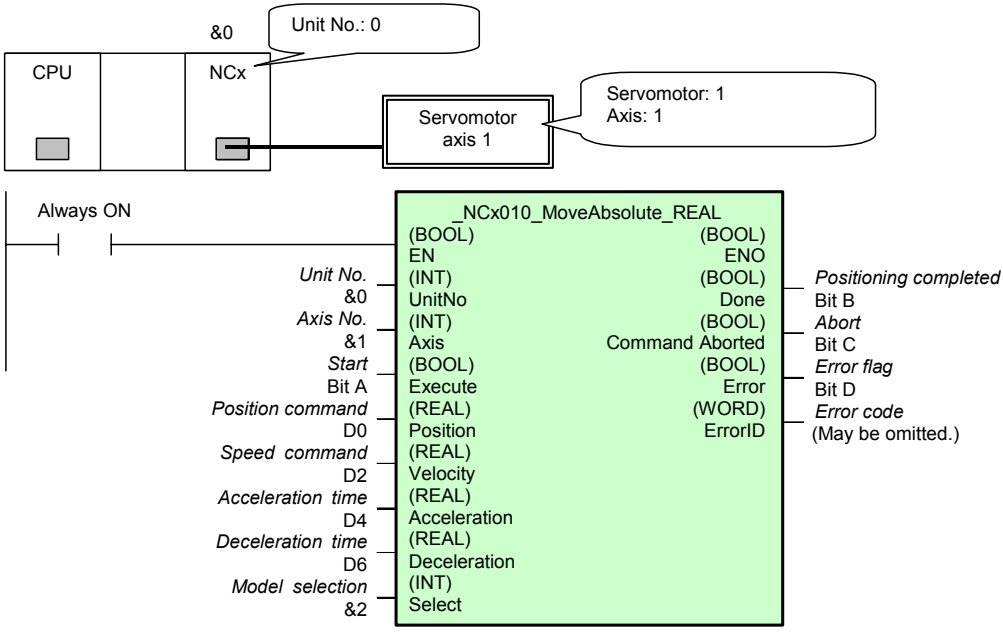 &0
Unit No.: 0
CPU
NCx
Servomotor
axis 1
Servomotor: 1
Axis: 1
Always ON
_NCx010_MoveAbsolute_REAL
(BOOL) (BOOL)
EN ENO
Unit No. (INT) (BOOL) Positioning completed
&0 UnitNo Done Bit B
Axis No. (INT) (BOOL) Abort
&1 Axis Command Aborted Bit C
Start (BOOL) (BOOL) Error flag
Bit A Execute Error Bit D
Position command (REAL) (WORD) Error code
D0 Position ErrorID (May be omitted.)
Speed command (REAL)
D2 Velocity
Acceleration time (REAL)
D4 Acceleration
Deceleration time (REAL)
D6 Deceleration
Model selection (INT)
&2 Select